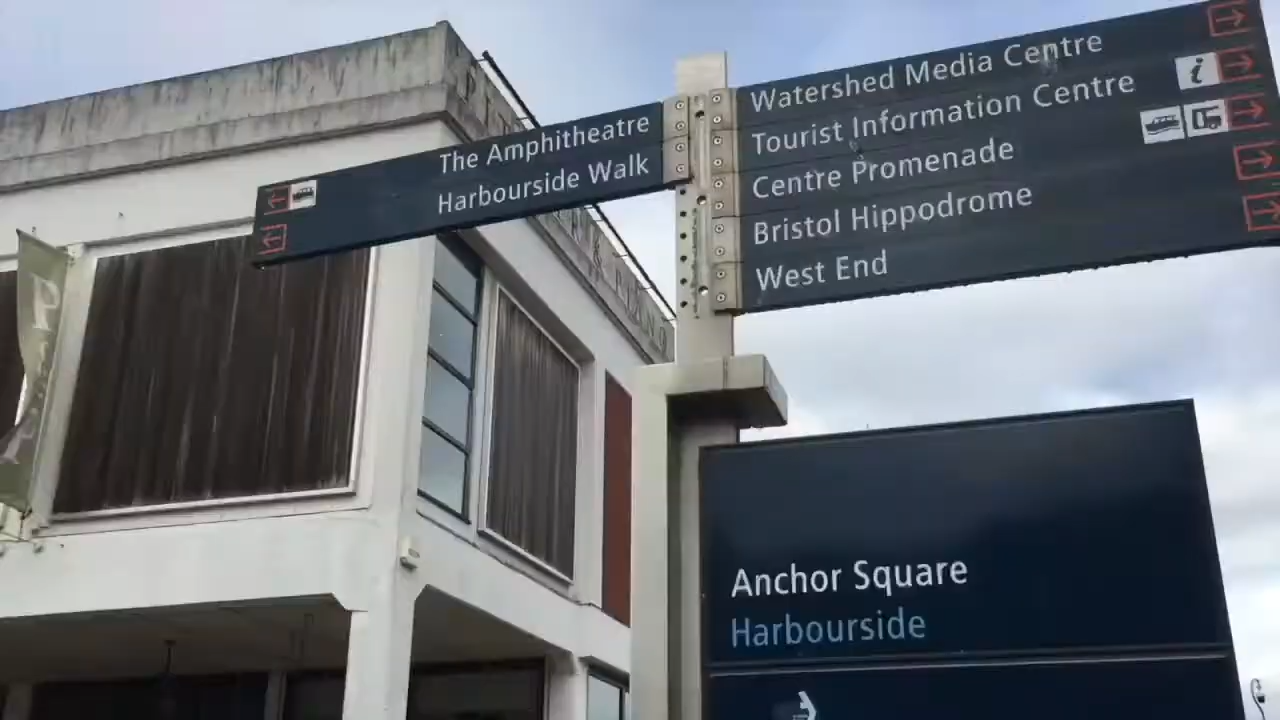 The Amphitheatre
Harbourside Walk
Watershed Media Centre
Tourist Information Centre
Centre Promenade
Bristol Hippodrome
West End
Anchor Square
Harbourside